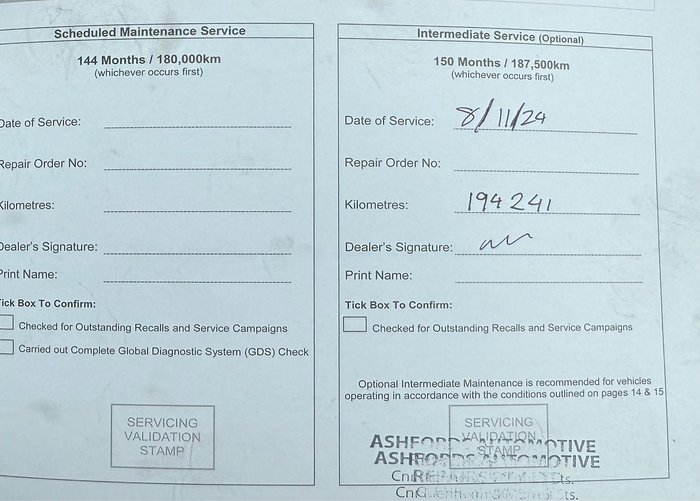 Scheduled Maintenance Service
144 Months / 180,000km
(whichever occurs first)
Date of Service:
Repair Order No:
Kilometres:
Dealer's Signature:
Print Name:
Tick Box To Confirm:
Checked for Outstanding Recalls and Service Campaigns
Carried out Complete Global Diagnostic System (GDS) Check
SERVICING
VALIDATION
STAMP
Intermediate Service (Optional)
150 Months / 187,500km
(whichever occurs first)
Date of Service: 8/11/24
Repair Order No:
Kilometres: 194 241
Dealer's Signature:
Print Name:
Tick Box To Confirm:
Checked for Outstanding Recalls and Service Campaigns
Optional Intermediate Maintenance is recommended for vehicles
operating in accordance with the conditions outlined on pages 14 & 15
SERVICING
VALIDATION
STAMP
ASHFORDS AUTOMOTIVE
ASHFORDS AUTOMOTIVE